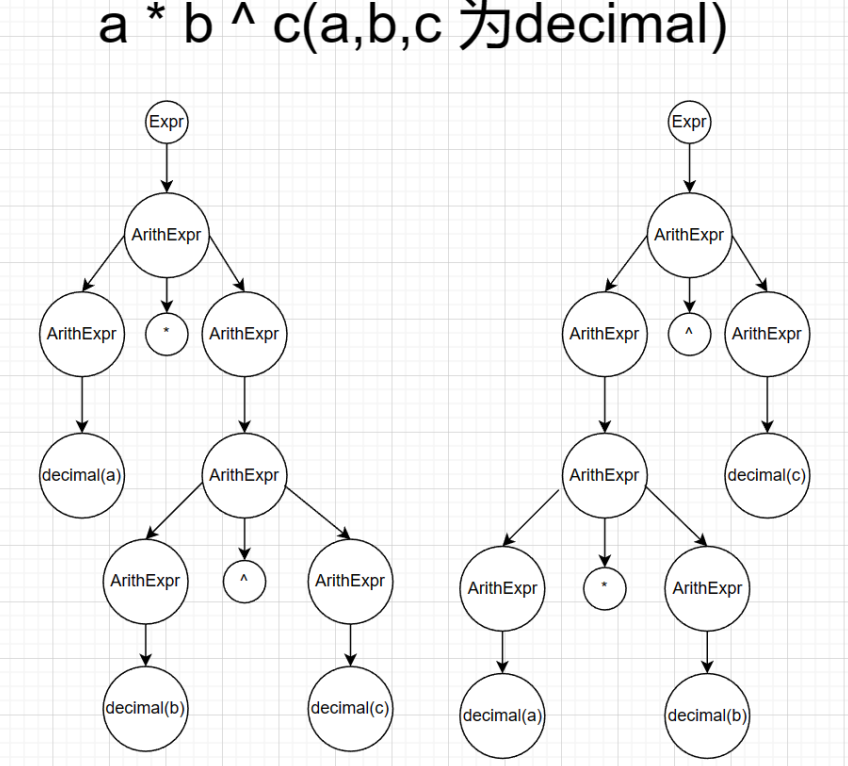 a * b ^ c(a,b,c 为decimal)
Expr Expr
ArithExpr ArithExpr
ArithExpr * ArithExpr ArithExpr ^ ArithExpr
decimal(a) ArithExpr ArithExpr decimal(c)
ArithExpr ^ ArithExpr ArithExpr * ArithExpr
decimal(b) decimal(c) decimal(a) decimal(b)